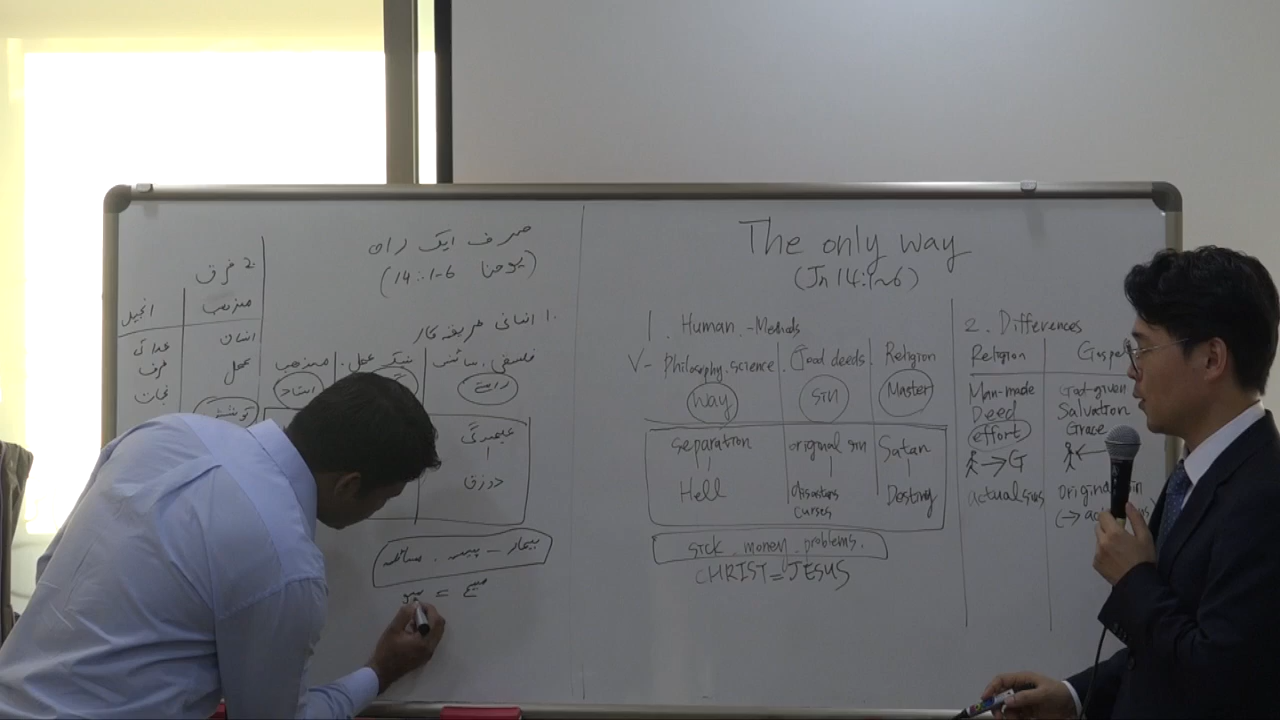 The only way
(Jn 14:1~6)
1. Human - Methods
V- Philosophy. science . Good deeds. Religion
Way sin Master
separation original sin Satan
Hell disasters curses Destiny
sick . money . problems.
CHRIST = JESUS
2. Differences
Religion Gospel
Man-made God given
Deed Salvation
effort Grace
→G ←
actual sins
صرف ایک راہ
(یوحنا 14:1-6)
1. انسانی طریقہ کار
فلسفی . سائنس . نیک عمل . مذہب
راستہ استاد
علیحدگی
دوزخ
بیمار - پیسہ . مسائل
مسیح =
2. فرق
مذہب انجیل
انسان خدا کی
عمل طرف
کوشش نجات